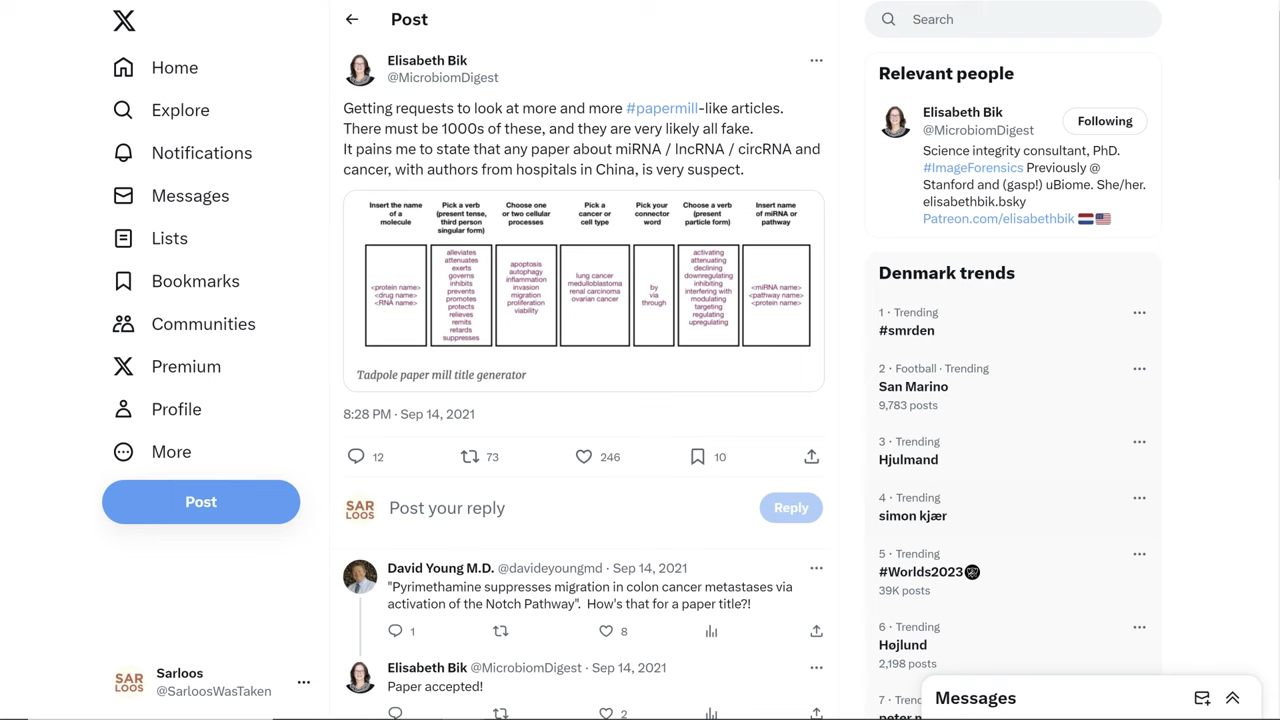 Home
Explore
Notifications
Messages
Lists
Bookmarks
Communities
Premium
Profile
More
Post
Sarloos
@SarloosWasTaken
Post
Elisabeth Bik
@MicrobiomDigest
Getting requests to look at more and more #papermill-like articles.
There must be 1000s of these, and they are very likely all fake.
It pains me to state that any paper about miRNA / lncRNA / circRNA and
cancer, with authors from hospitals in China, is very suspect.
Insert the name
of a
molecule
<protein name>
<drug name>
<RNA name>
Pick a verb
(present tense,
third person
singular form)
alleviates
attenuates
exerts
governs
inhibits
prevents
promotes
protects
relieves
remits
retards
suppresses
Choose one
or two cellular
processes
apoptosis
autophagy
inflammation
invasion
migration
proliferation
viability
Pick a
cancer or
cell type
lung cancer
medulloblastoma
renal carcinoma
ovarian cancer
Pick your
connector
word
by
via
through
Choose a verb
(present
particle form)
activating
attenuating
declining
downregulating
inhibiting
interfering with
modulating
targeting
regulating
upregulating
Insert name
of miRNA or
pathway
<miRNA name>
<pathway name>
<protein name>
Tadpole paper mill title generator
8:28 PM · Sep 14, 2021
12
73
246
10
SAR
LOOS
Post your reply
Reply
David Young M.D. @davideyoungmd · Sep 14, 2021
"Pyrimethamine suppresses migration in colon cancer metastases via
activation of the Notch Pathway". How's that for a paper title?!
1
8
Elisabeth Bik @MicrobiomDigest · Sep 14, 2021
Paper accepted!
2
Search
Relevant people
Elisabeth Bik
@MicrobiomDigest
Following
Science integrity consultant, PhD.
#ImageForensics Previously @
Stanford and (gasp!) uBiome. She/her.
elisabethbik.bsky
Patreon.com/elisabethbik
Denmark trends
1 · Trending
#smrden
2 · Football · Trending
San Marino
9,783 posts
3 · Trending
Hjulmand
4 · Trending
simon kjær
5 · Trending
#Worlds2023
39K posts
6 · Trending
Højlund
2,198 posts
7 ·
Messages
SAR
LOOS